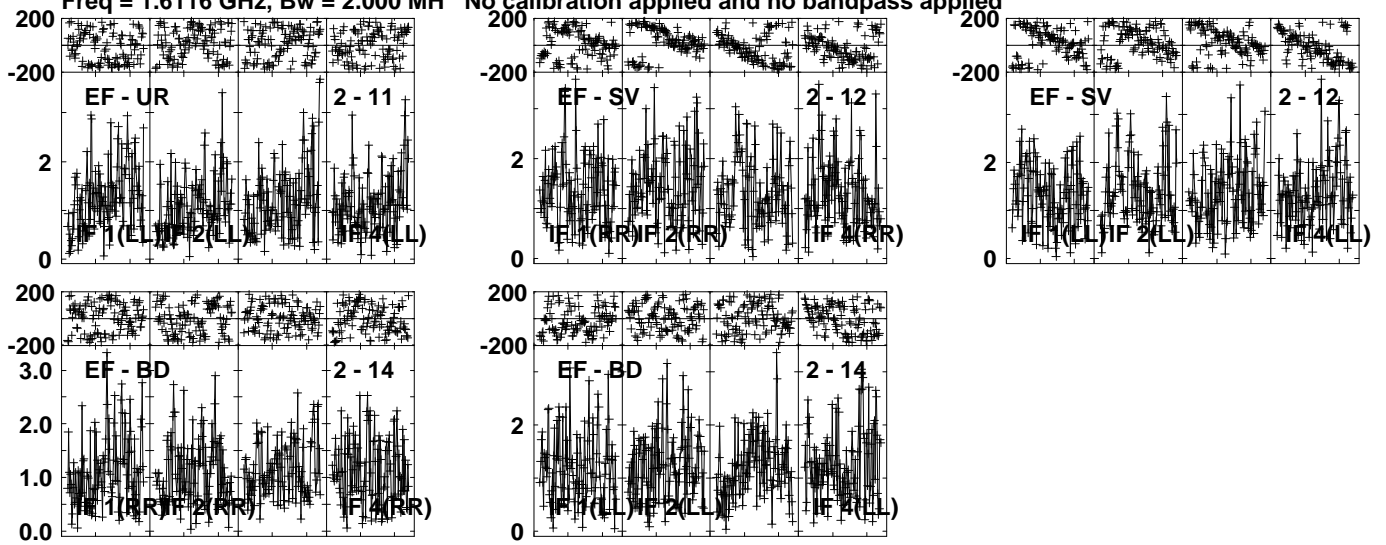 Freq = 1.6116 GHz, Bw = 2.000 MH No calibration applied and no bandpass applied
200
-200
EF - UR 2 - 11
2
0
IF 1(LL) IF 2(LL) IF 4(LL)
200
-200
EF - SV 2 - 12
2
0
IF 1(RR) IF 2(RR) IF 4(RR)
200
-200
EF - SV 2 - 12
2
0
IF 1(LL) IF 2(LL) IF 4(LL)
200
-200
EF - BD 2 - 14
3.0
2.0
1.0
0.0
IF 1(RR) IF 2(RR) IF 4(RR)
200
-200
EF - BD 2 - 14
2
0
IF 1(LL) IF 2(LL) IF 4(LL)